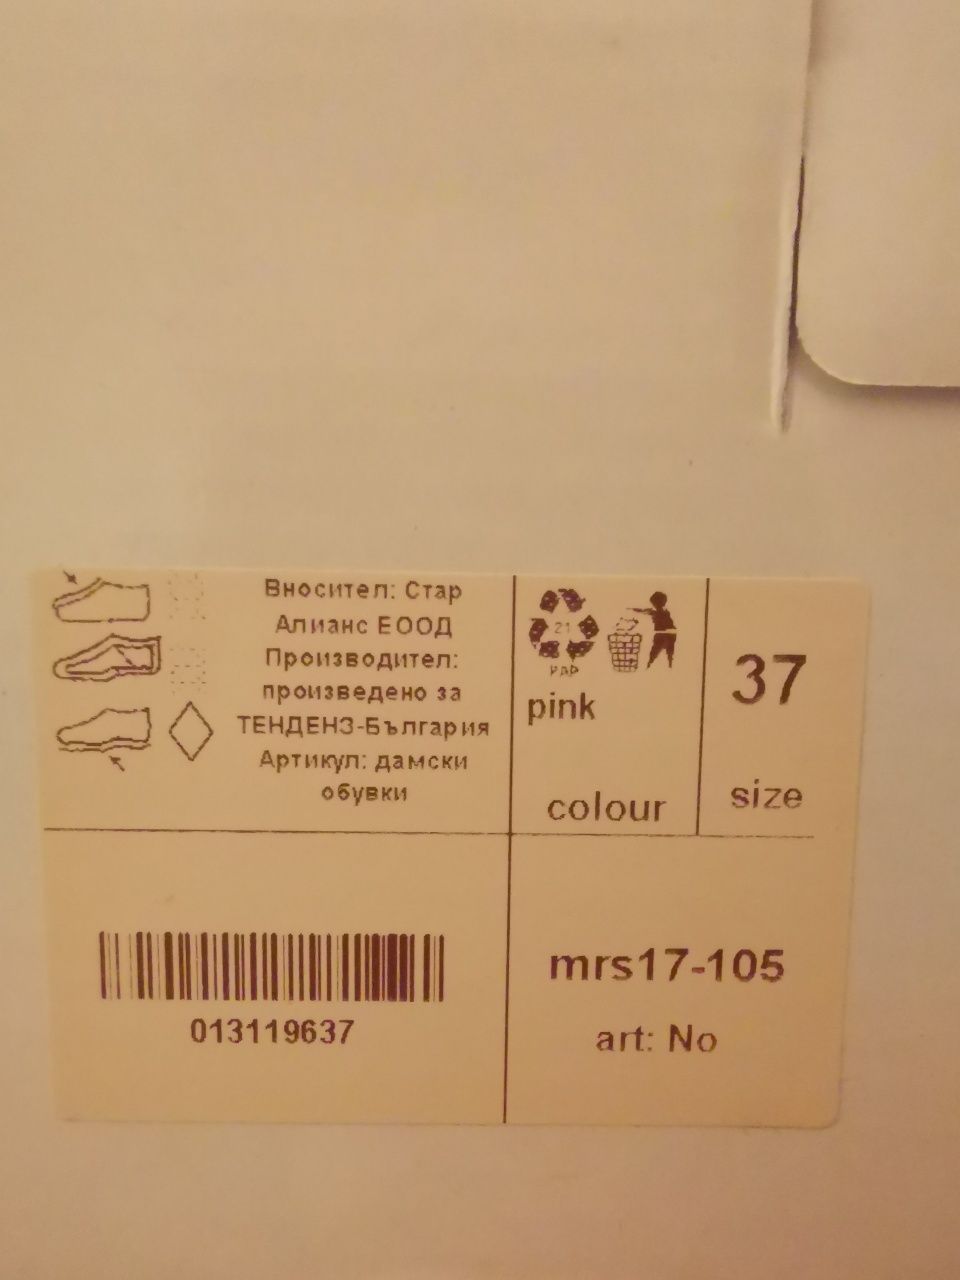 Вносител: Стар
Алианс ЕООД
Производител:
произведено за
ТЕНДЕНЗ-България
Артикул: дамски
обувки
21
PAP
pink
colour
37
size
013119637
mrs17-105
art: No